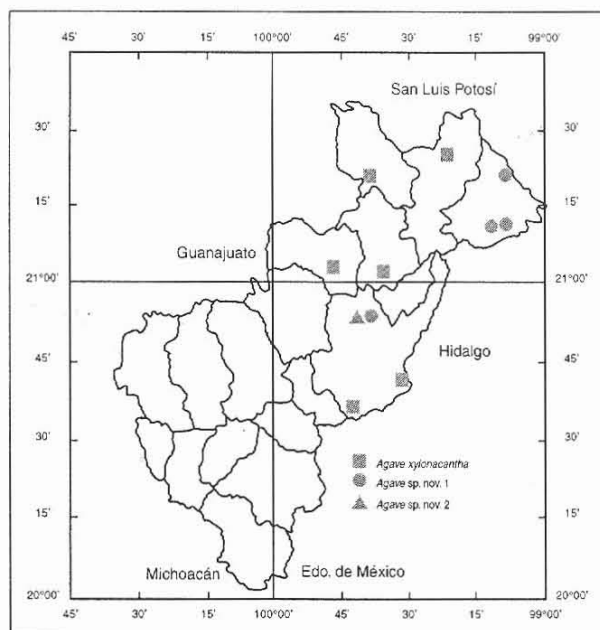 45' 30' 15' 100°00' 45' 30' 15' 99°00'
San Luis Potosí
30' 30'
15' 15'
Guanajuato
21°00' 21°00'
45' Hidalgo 45'
30' 30'
Agave xylonacantha
Agave sp. nov. 1
Agave sp. nov. 2
15' 15'
Michoacán Edo. de México
20°00' 20°00'
45' 30' 15' 100°00' 45' 30' 15' 99°00'